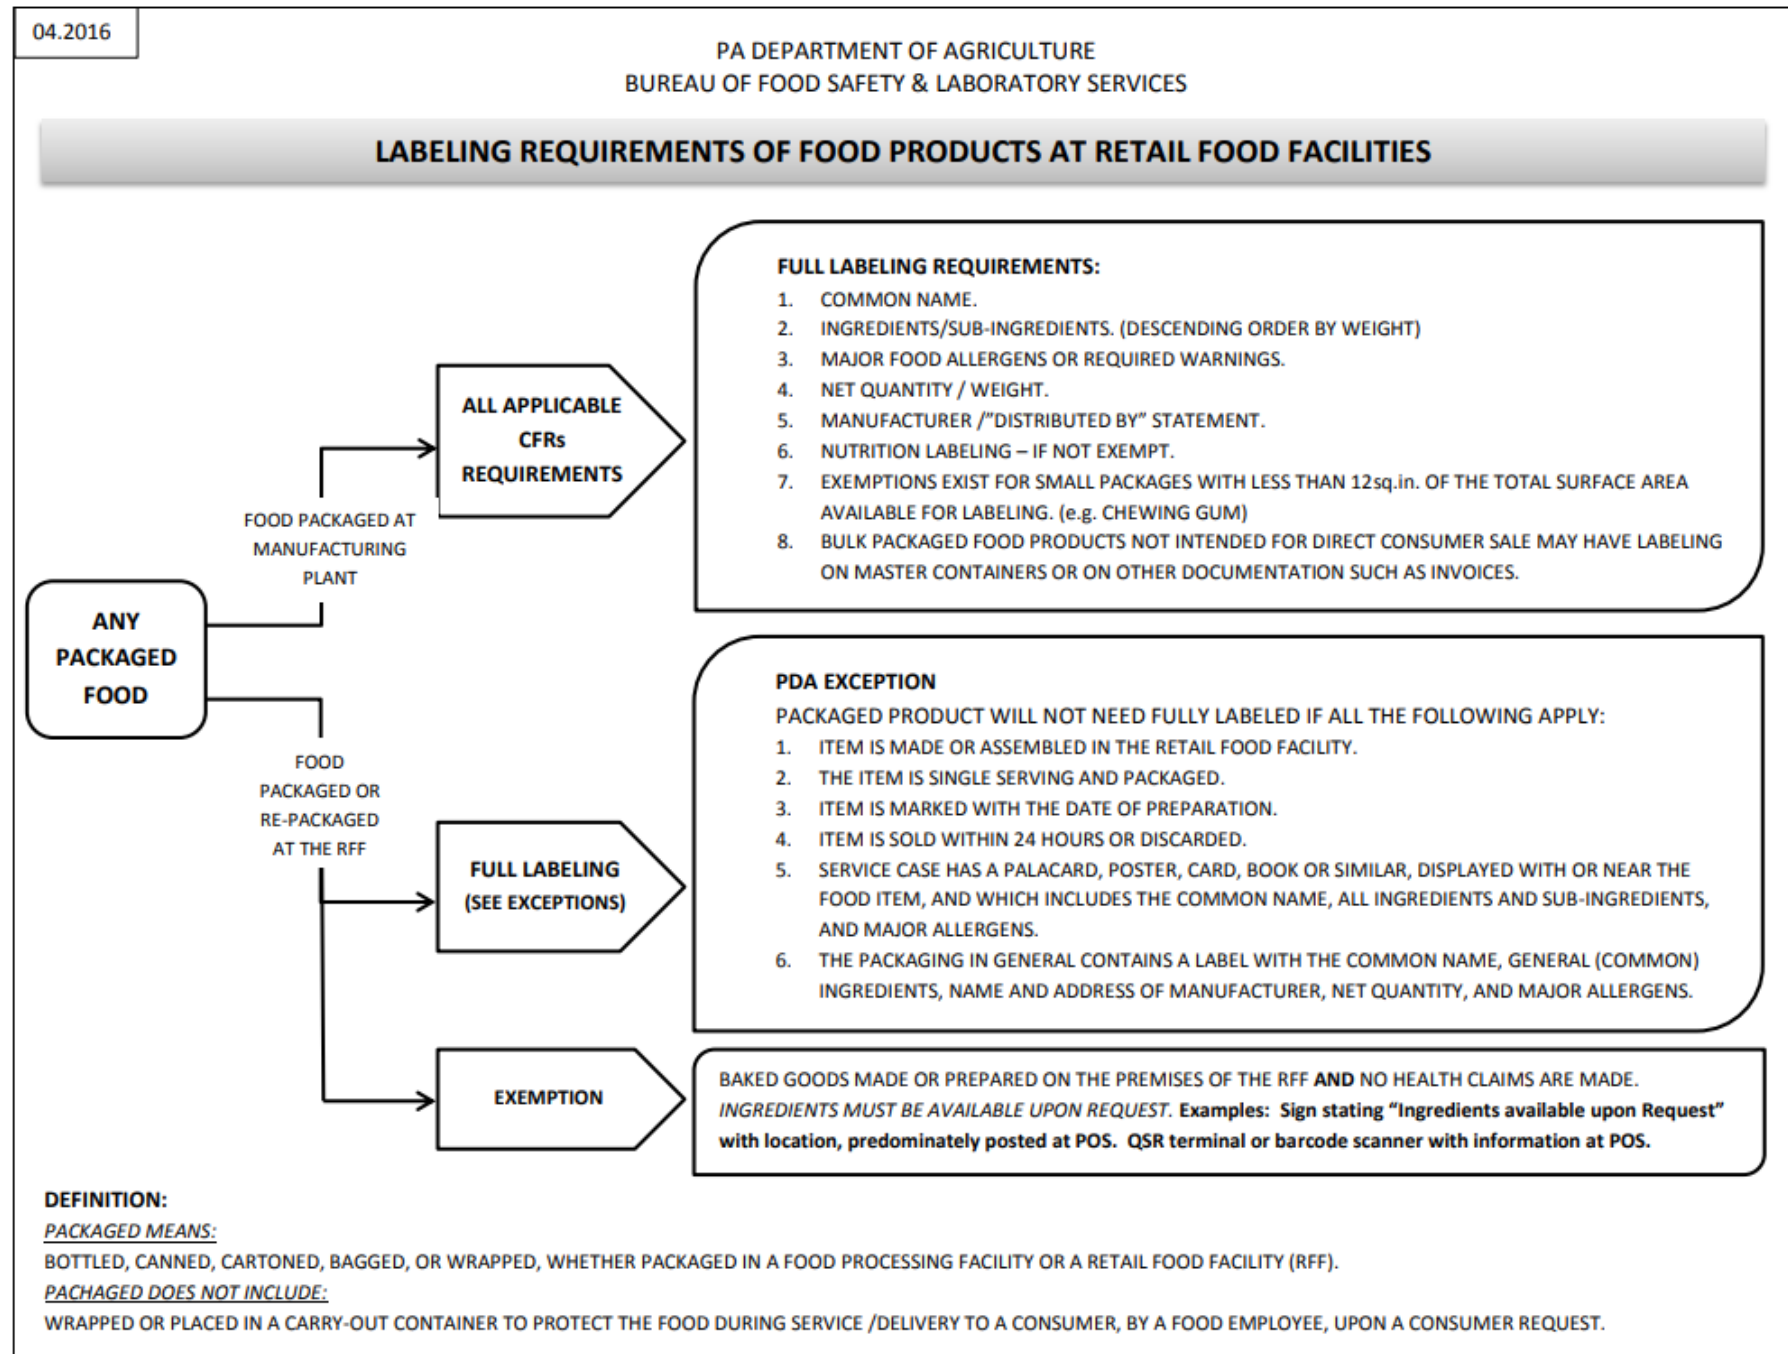 04.2016
PA DEPARTMENT OF AGRICULTURE
BUREAU OF FOOD SAFETY & LABORATORY SERVICES
LABELING REQUIREMENTS OF FOOD PRODUCTS AT RETAIL FOOD FACILITIES
ANY
PACKAGED
FOOD
FOOD PACKAGED AT
MANUFACTURING
PLANT
ALL APPLICABLE
CFRs
REQUIREMENTS
FULL LABELING REQUIREMENTS:
1. COMMON NAME.
2. INGREDIENTS/SUB-INGREDIENTS. (DESCENDING ORDER BY WEIGHT)
3. MAJOR FOOD ALLERGENS OR REQUIRED WARNINGS.
4. NET QUANTITY / WEIGHT.
5. MANUFACTURER /”DISTRIBUTED BY” STATEMENT.
6. NUTRITION LABELING – IF NOT EXEMPT.
7. EXEMPTIONS EXIST FOR SMALL PACKAGES WITH LESS THAN 12sq.in. OF THE TOTAL SURFACE AREA
AVAILABLE FOR LABELING. (e.g. CHEWING GUM)
8. BULK PACKAGED FOOD PRODUCTS NOT INTENDED FOR DIRECT CONSUMER SALE MAY HAVE LABELING
ON MASTER CONTAINERS OR ON OTHER DOCUMENTATION SUCH AS INVOICES.
FOOD
PACKAGED OR
RE-PACKAGED
AT THE RFF
FULL LABELING
(SEE EXCEPTIONS)
PDA EXCEPTION
PACKAGED PRODUCT WILL NOT NEED FULLY LABELED IF ALL THE FOLLOWING APPLY:
1. ITEM IS MADE OR ASSEMBLED IN THE RETAIL FOOD FACILITY.
2. THE ITEM IS SINGLE SERVING AND PACKAGED.
3. ITEM IS MARKED WITH THE DATE OF PREPARATION.
4. ITEM IS SOLD WITHIN 24 HOURS OR DISCARDED.
5. SERVICE CASE HAS A PALACARD, POSTER, CARD, BOOK OR SIMILAR, DISPLAYED WITH OR NEAR THE
FOOD ITEM, AND WHICH INCLUDES THE COMMON NAME, ALL INGREDIENTS AND SUB-INGREDIENTS,
AND MAJOR ALLERGENS.
6. THE PACKAGING IN GENERAL CONTAINS A LABEL WITH THE COMMON NAME, GENERAL (COMMON)
INGREDIENTS, NAME AND ADDRESS OF MANUFACTURER, NET QUANTITY, AND MAJOR ALLERGENS.
EXEMPTION
BAKED GOODS MADE OR PREPARED ON THE PREMISES OF THE RFF AND NO HEALTH CLAIMS ARE MADE.
INGREDIENTS MUST BE AVAILABLE UPON REQUEST. Examples: Sign stating “Ingredients available upon Request”
with location, predominately posted at POS. QSR terminal or barcode scanner with information at POS.
DEFINITION:
PACKAGED MEANS:
BOTTLED, CANNED, CARTONED, BAGGED, OR WRAPPED, WHETHER PACKAGED IN A FOOD PROCESSING FACILITY OR A RETAIL FOOD FACILITY (RFF).
PACHAGED DOES NOT INCLUDE:
WRAPPED OR PLACED IN A CARRY-OUT CONTAINER TO PROTECT THE FOOD DURING SERVICE /DELIVERY TO A CONSUMER, BY A FOOD EMPLOYEE, UPON A CONSUMER REQUEST.